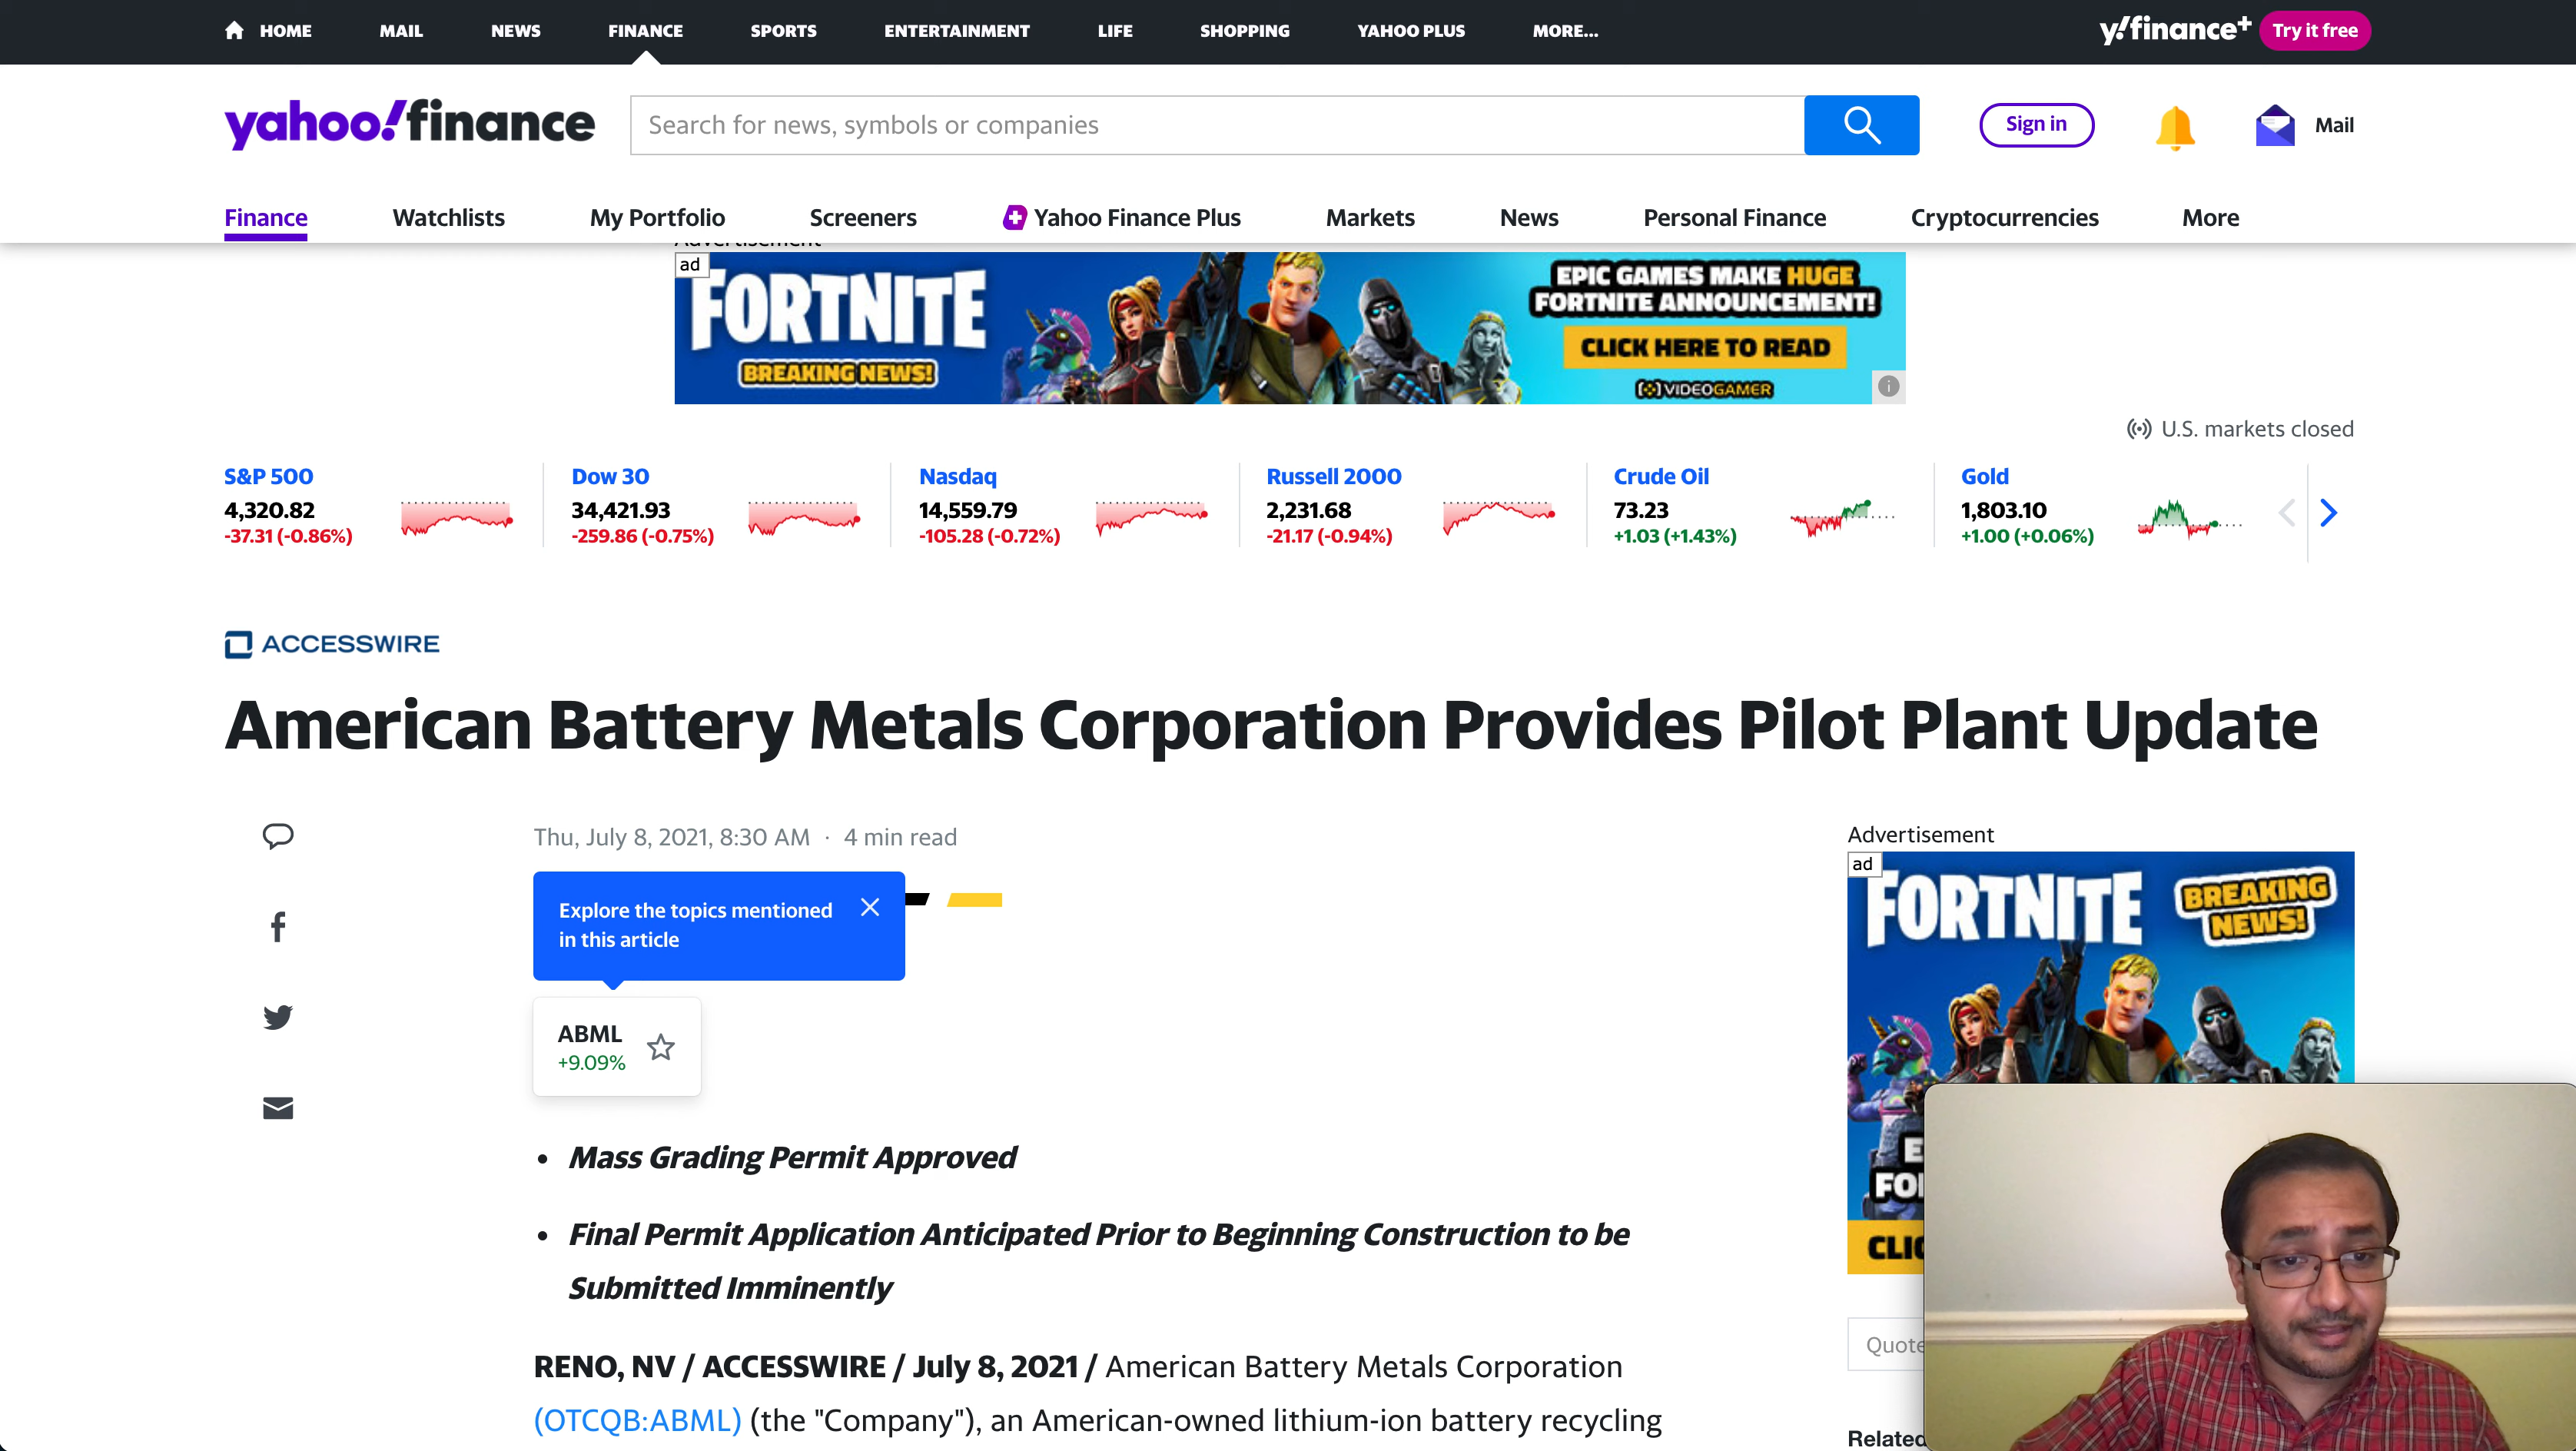 HOME MAIL NEWS FINANCE SPORTS ENTERTAINMENT LIFE SHOPPING YAHOO PLUS MORE... y!finance+ Try it free
yahoo!finance Search for news, symbols or companies Sign in Mail
Finance Watchlists My Portfolio Screeners Yahoo Finance Plus Markets News Personal Finance Cryptocurrencies More
Advertisement
ad
FORTNITE
BREAKING NEWS!
EPIC GAMES MAKE HUGE
FORTNITE ANNOUNCEMENT!
CLICK HERE TO READ
VIDEOGAMER
U.S. markets closed
S&P 500
4,320.82
-37.31 (-0.86%)
Dow 30
34,421.93
-259.86 (-0.75%)
Nasdaq
14,559.79
-105.28 (-0.72%)
Russell 2000
2,231.68
-21.17 (-0.94%)
Crude Oil
73.23
+1.03 (+1.43%)
Gold
1,803.10
+1.00 (+0.06%)
ACCESSWIRE
American Battery Metals Corporation Provides Pilot Plant Update
Thu, July 8, 2021, 8:30 AM · 4 min read
Explore the topics mentioned
in this article
ABML
+9.09%
• Mass Grading Permit Approved
• Final Permit Application Anticipated Prior to Beginning Construction to be
Submitted Imminently
RENO, NV / ACCESSWIRE / July 8, 2021 / American Battery Metals Corporation
(OTCQB:ABML) (the "Company"), an American-owned lithium-ion battery recycling
Advertisement
ad
FORTNITE
BREAKING
NEWS!
E
FO
CLIC
Quote
Related